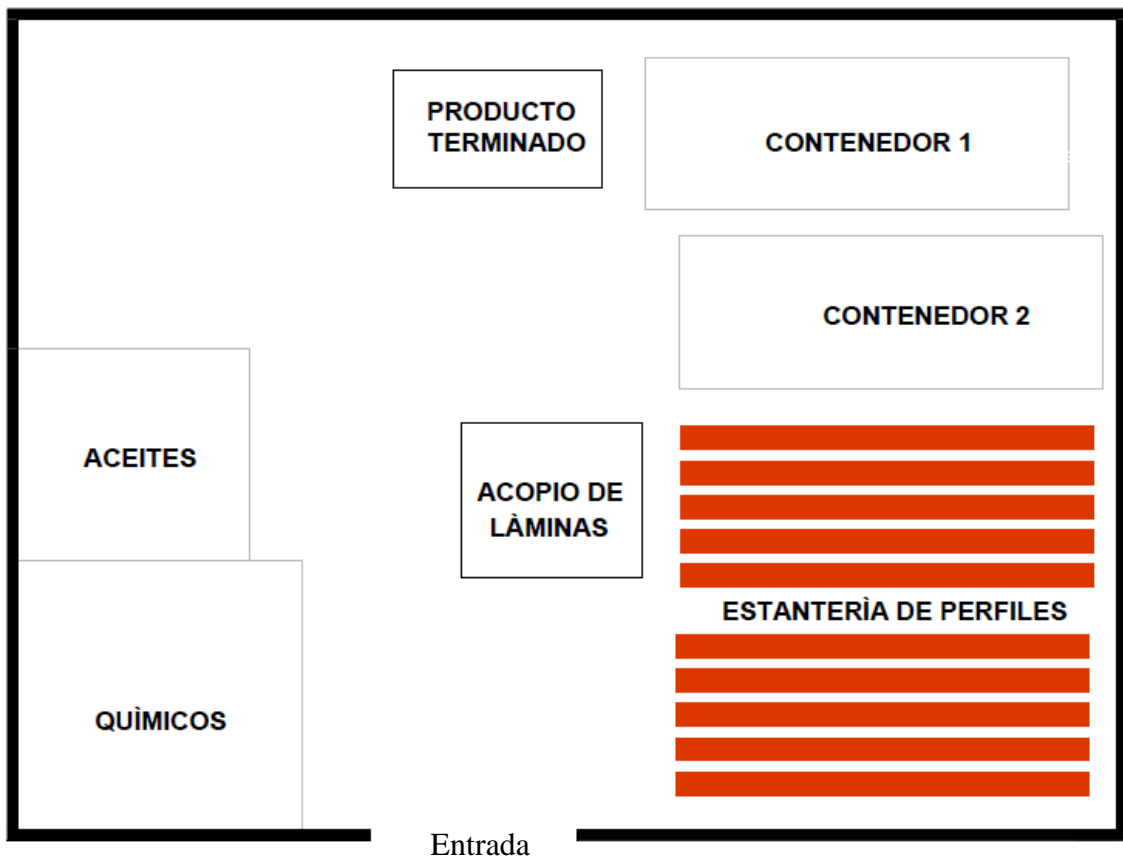 PRODUCTO
TERMINADO
CONTENEDOR 1
CONTENEDOR 2
ACEITES
ACOPIO DE
LÀMINAS
ESTANTERÌA DE PERFILES
QUÌMICOS
Entrada